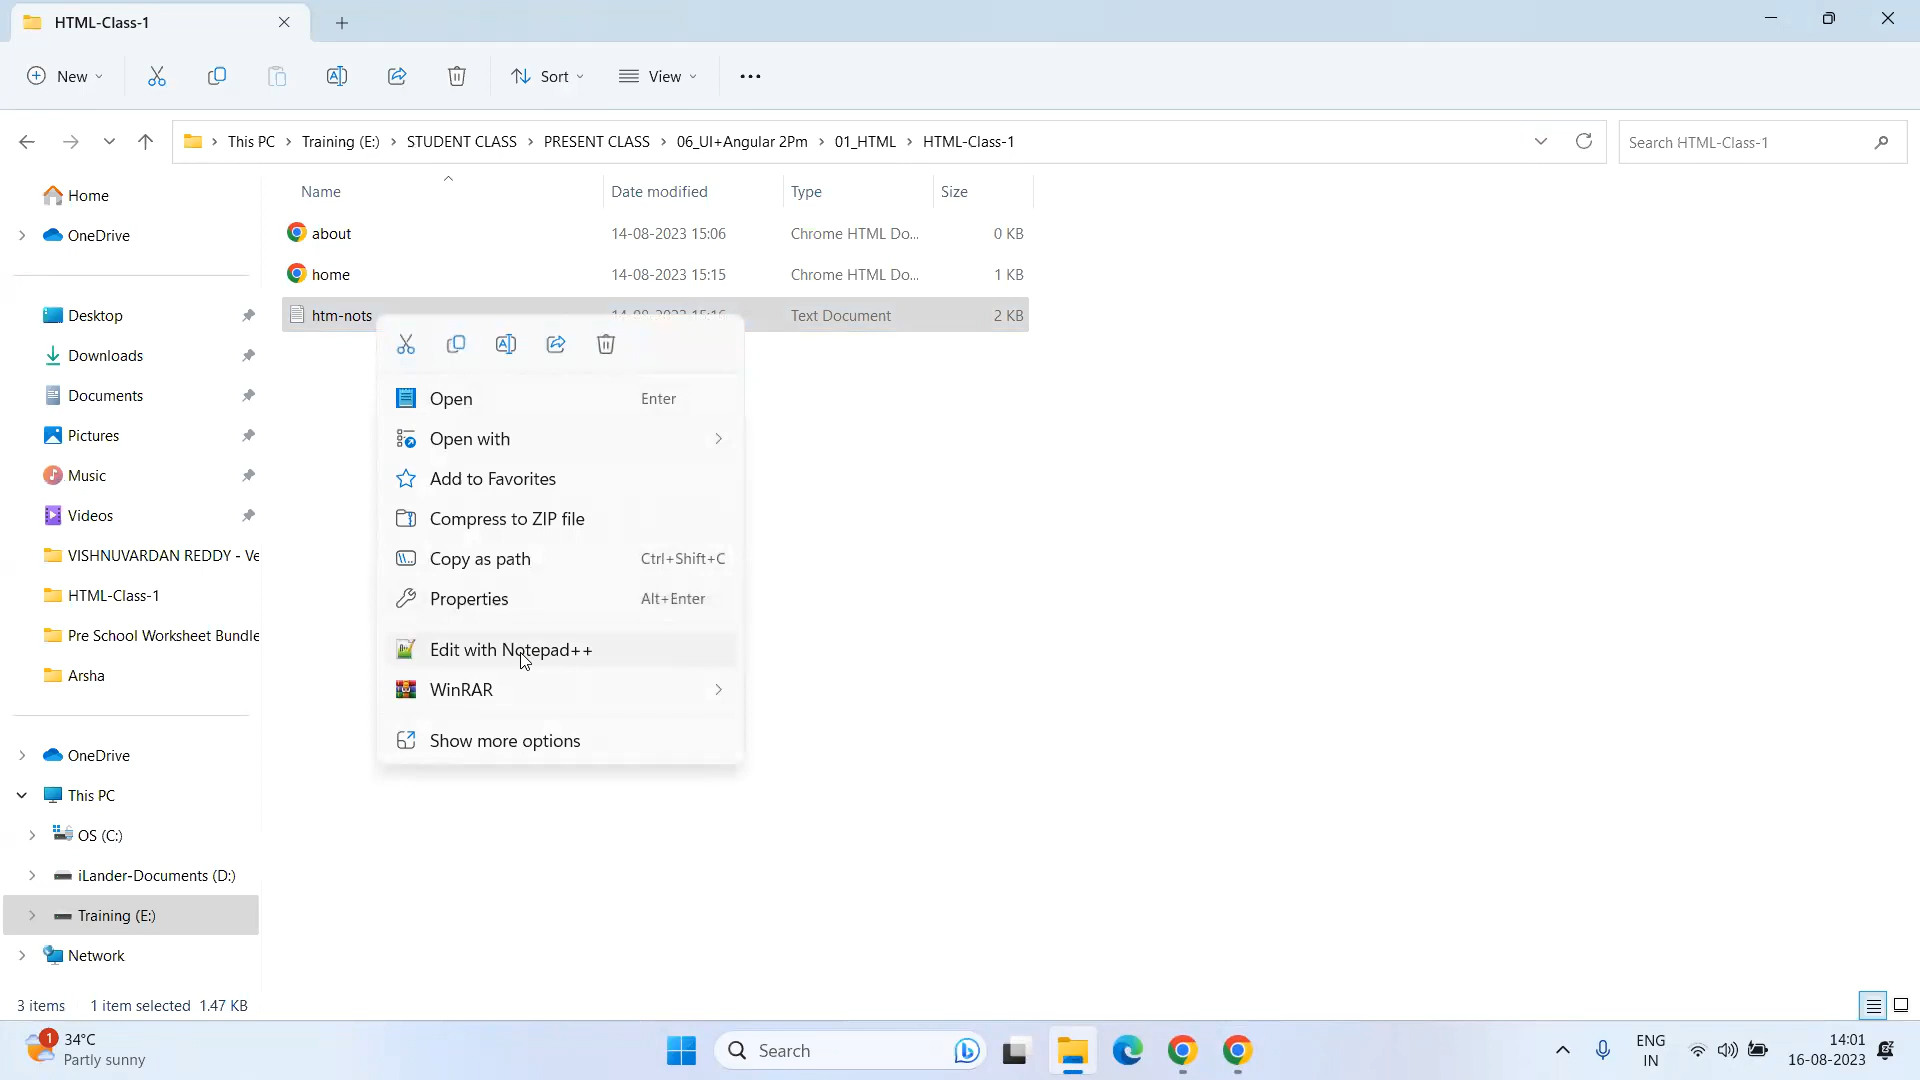 HTML-Class-1
New
Sort
View
This PC
Training (E:)
STUDENT CLASS
PRESENT CLASS
06_UI+Angular 2Pm
01_HTML
HTML-Class-1
Search HTML-Class-1
Home
OneDrive
Desktop
Downloads
Documents
Pictures
Music
Videos
VISHNUVARDAN REDDY - Ve
HTML-Class-1
Pre School Worksheet Bundle
Arsha
OneDrive
This PC
OS (C:)
iLander-Documents (D:)
Training (E:)
Network
Name Date modified Type Size
about 14-08-2023 15:06 Chrome HTML Do... 0 KB
home 14-08-2023 15:15 Chrome HTML Do... 1 KB
htm-nots Text Document 2 KB
Open Enter
Open with
Add to Favorites
Compress to ZIP file
Copy as path Ctrl+Shift+C
Properties Alt+Enter
Edit with Notepad++
WinRAR
Show more options
3 items 1 item selected 1.47 KB
1
34°C
Partly sunny
Search
ENG
IN
14:01
16-08-2023